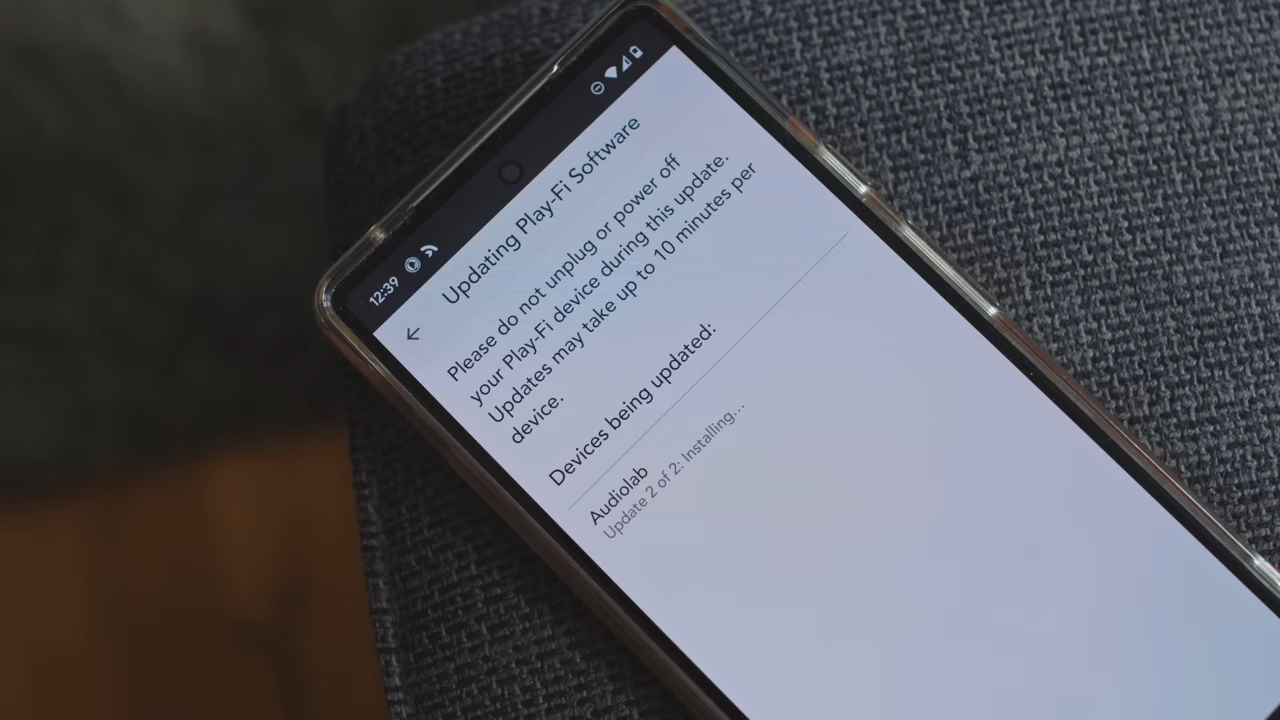 12:39
Updating Play-Fi Software
Please do not unplug or power off
your Play-Fi device during this update.
Updates may take up to 10 minutes per
device.
Devices being updated:
Audiolab
Update 2 of 2: Installing...